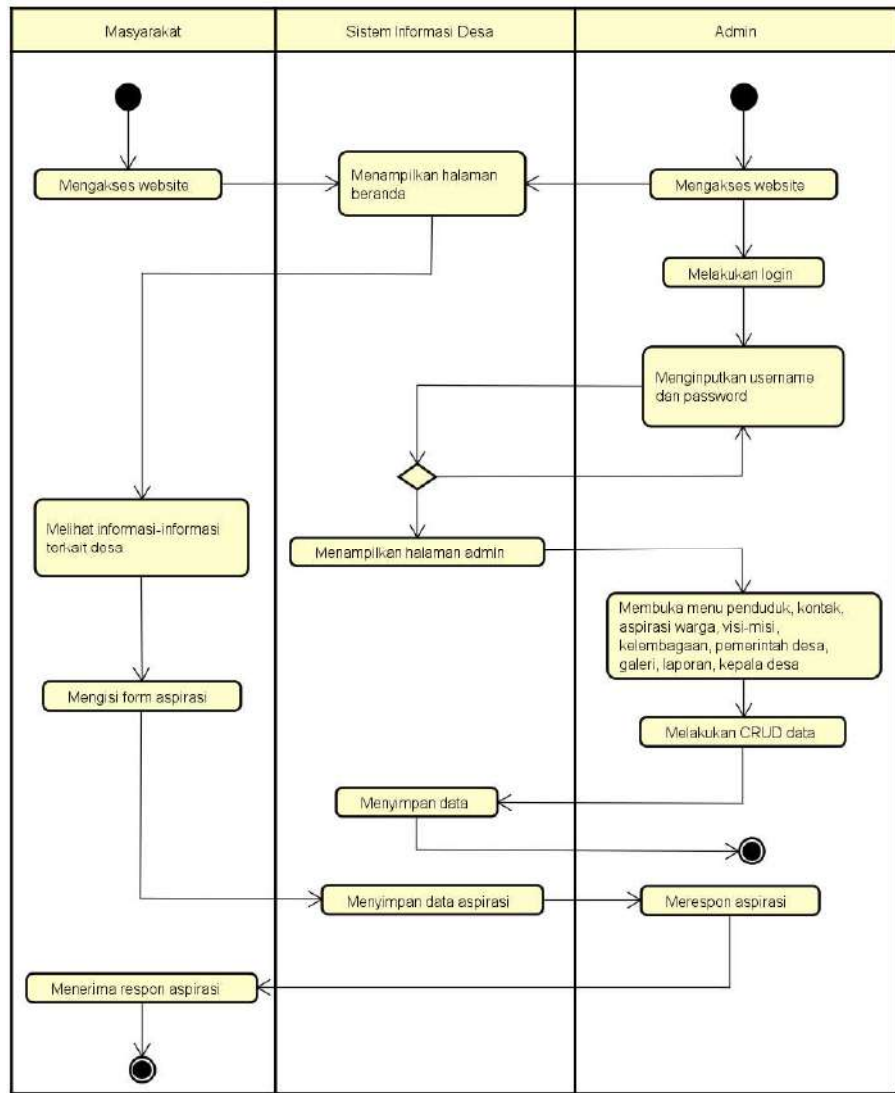 Masyarakat
Sistem Informasi Desa
Admin
Mengakses website
Menampilkan halaman
beranda
Mengakses website
Melakukan login
Menginputkan username
dan password
Melihat informasi-informasi
terkait desa
Menampilkan halaman admin
Membuka menu penduduk, kontak,
aspirasi warga, visi-misi,
kelembagaan, pemerintah desa,
galeri, laporan, kepala desa
Mengisi form aspirasi
Melakukan CRUD data
Menyimpan data
Menyimpan data aspirasi
Merespon aspirasi
Menerima respon aspirasi